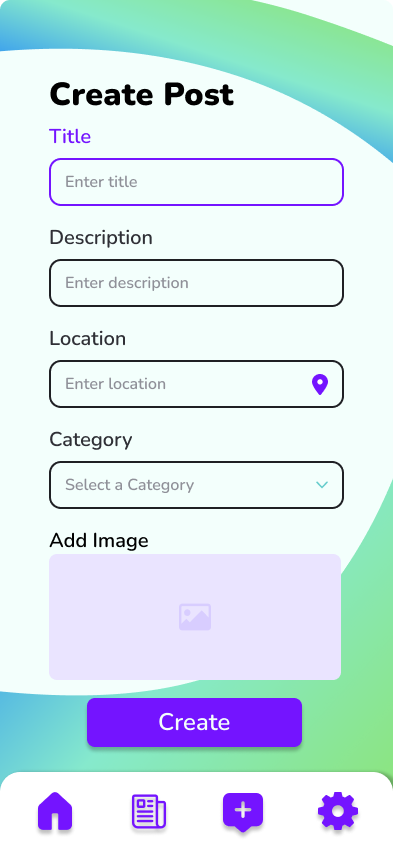 Create Post
Title
Enter title
Description
Enter description
Location
Enter location
Category
Select a Category
Add Image
Create